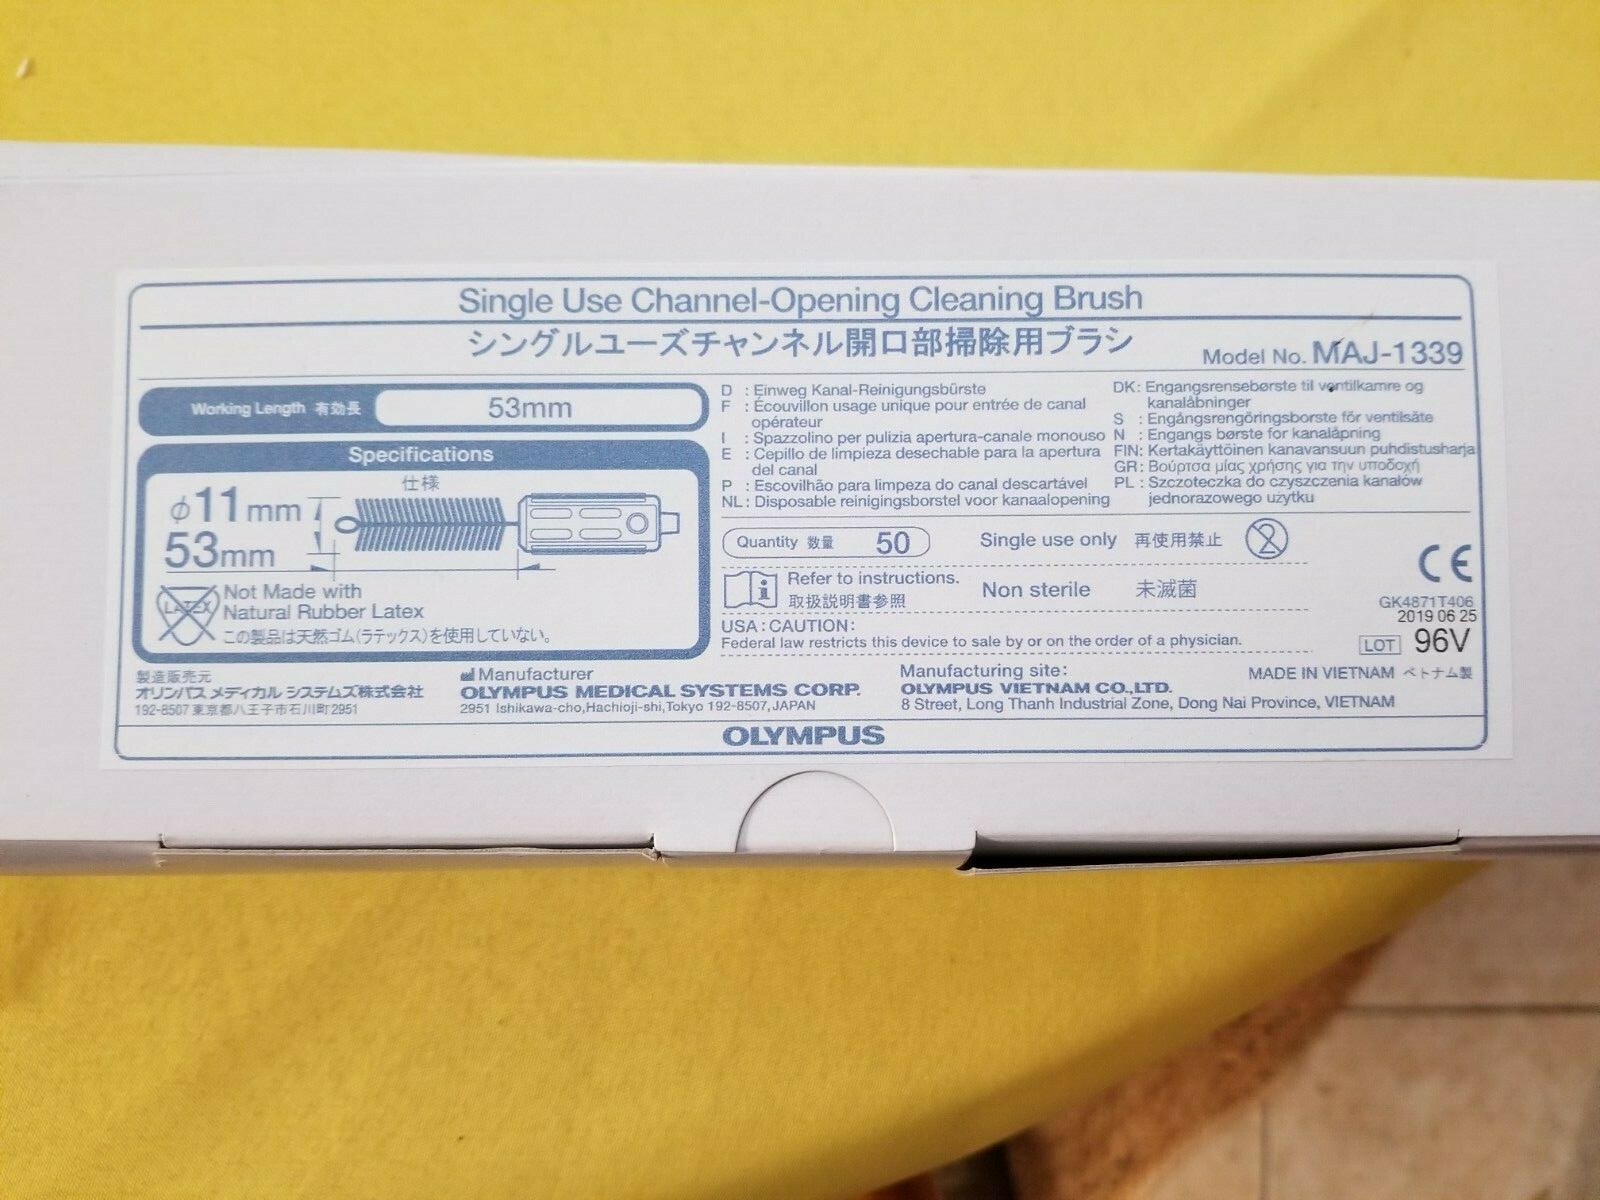 Single Use Channel-Opening Cleaning Brush
シングルユーズチャンネル開口部掃除用ブラシ
Model No. MAJ-1339
Working Length 有効長 53mm
Specifications
仕様
φ11mm
53mm
LATEX
Not Made with
Natural Rubber Latex
この製品は天然ゴム(ラテックス)を使用していない。
D : Einweg Kanal-Reinigungsbürste
F : Écouvillon usage unique pour entrée de canal
opérateur
I : Spazzolino per pulizia apertura-canale monouso
E : Cepillo de limpieza desechable para la apertura
del canal
P : Escovilhão para limpeza do canal descartável
NL: Disposable reinigingsborstel voor kanaalopening
DK: Engangsrensebørste til ventilkamre og
kanalåbninger
S : Engångsrengöringsborste för ventilsäte
N : Engangs børste for kanalåpning
FIN: Kertakäyttöinen kanavansuun puhdistusharja
GR: Βούρτσα μίας χρήσης για την υποδοχή
PL : Szczoteczka do czyszczenia kanałów
jednorazowego użytku
Quantity 数量 50
Single use only 再使用禁止 2
Refer to instructions.
取扱説明書参照
Non sterile 未滅菌
CE
USA : CAUTION:
Federal law restricts this device to sale by or on the order of a physician.
GK4871T406
2019 06 25
LOT 96V
製造販売元
オリンパス メディカル システムズ株式会社
192-8507 東京都八王子市石川町2951
Manufacturer
OLYMPUS MEDICAL SYSTEMS CORP.
2951 Ishikawa-cho,Hachioji-shi,Tokyo 192-8507,JAPAN
Manufacturing site:
OLYMPUS VIETNAM CO.,LTD.
8 Street, Long Thanh Industrial Zone, Dong Nai Province, VIETNAM
MADE IN VIETNAM ベトナム製
OLYMPUS